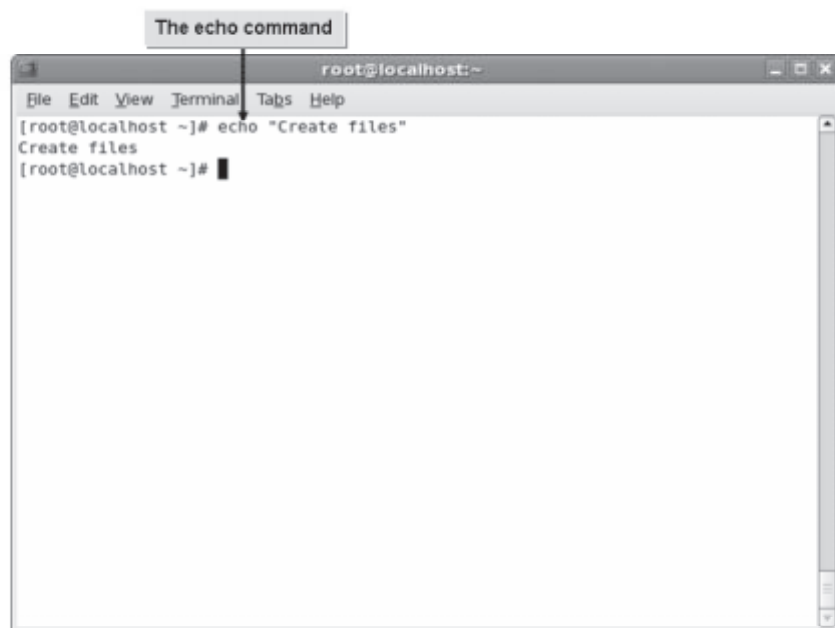 The echo command
root@localhost:~
File Edit View Terminal Tabs Help
[root@localhost ~]# echo "Create files"
Create files
[root@localhost ~]#